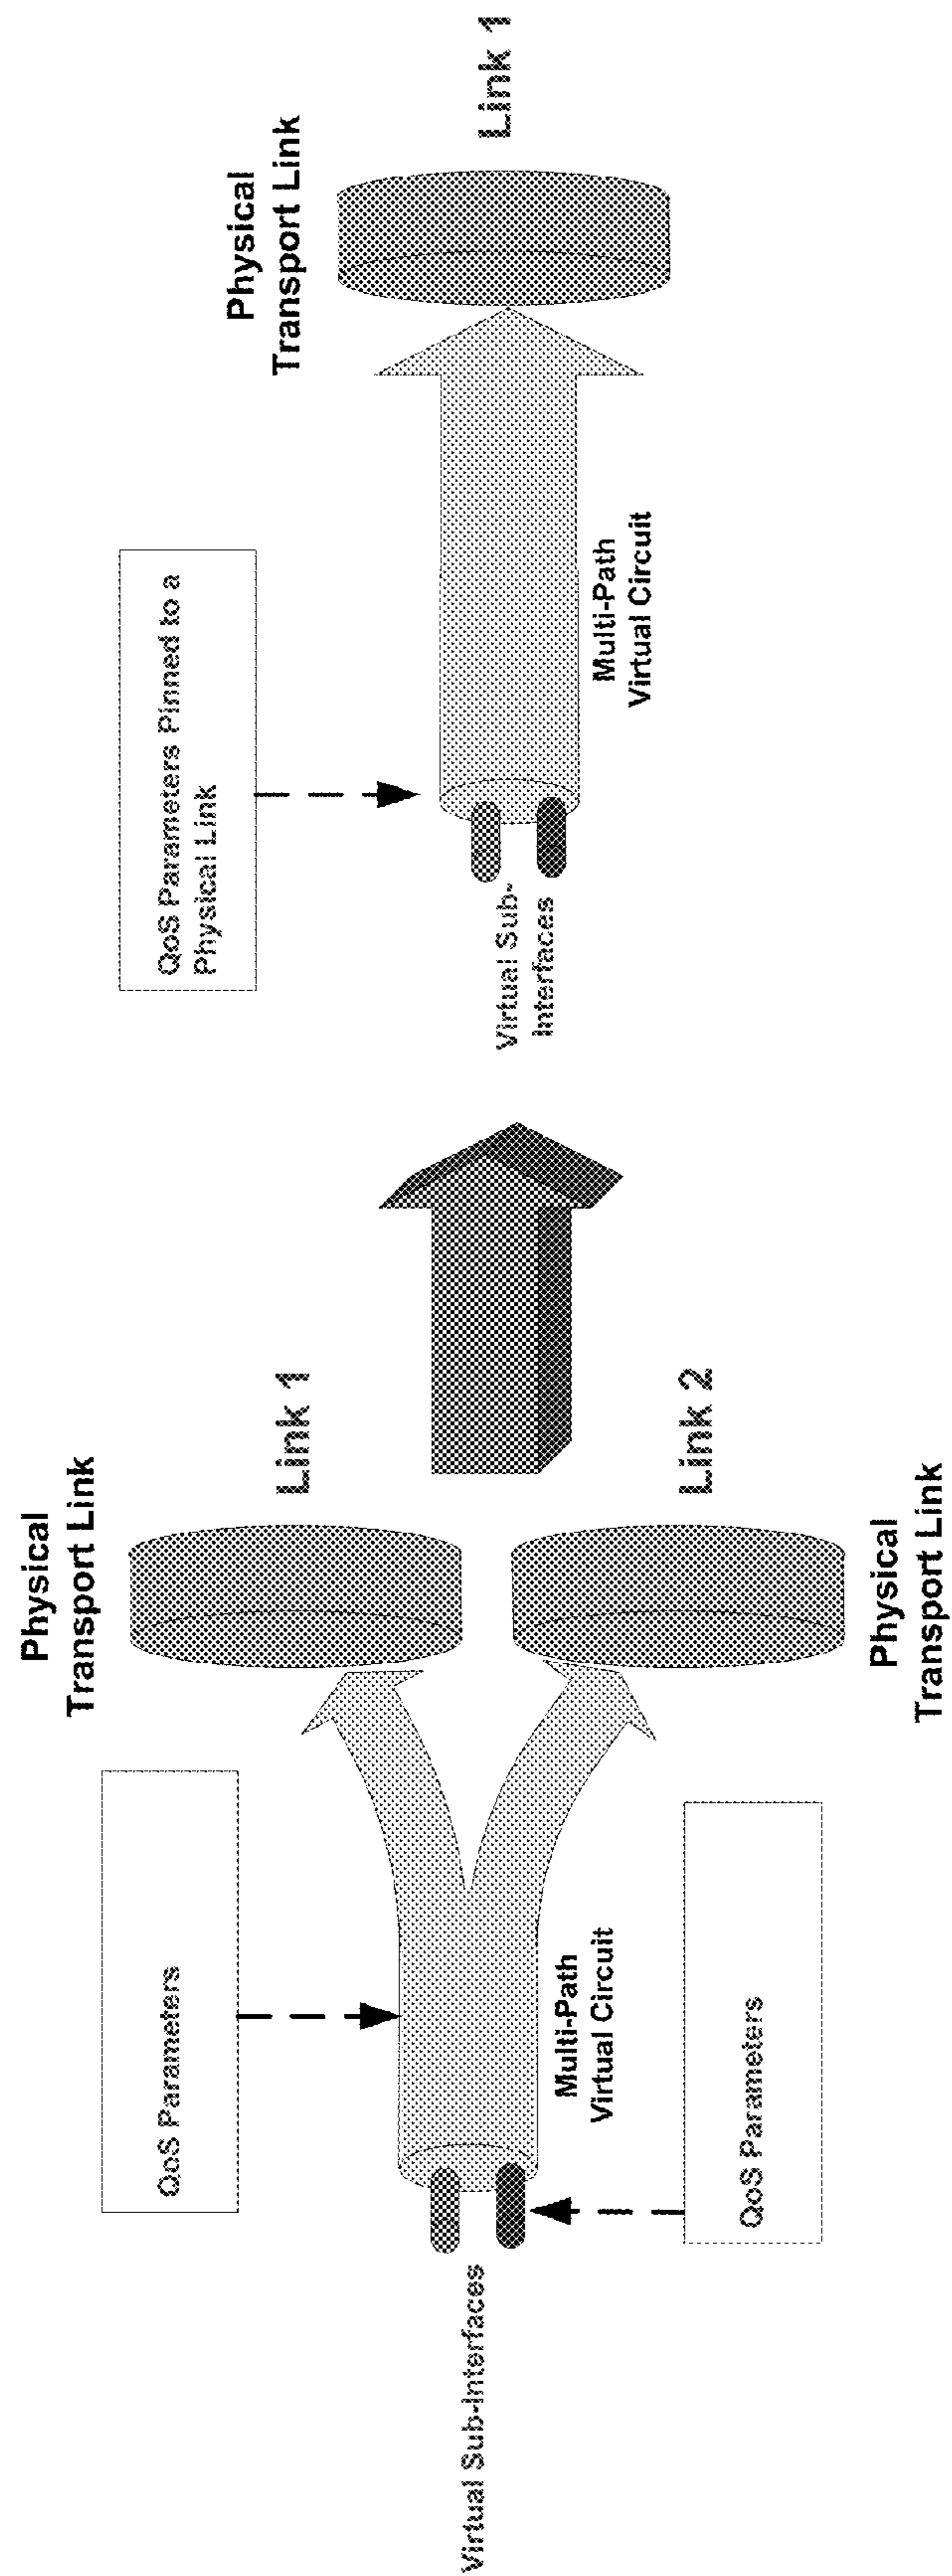 Physical
Transport Link
Link 1
QoS Parameters
Virtual Sub-Interfaces
Multi-Path
Virtual Circuit
QoS Parameters
Link 2
Physical
Transport Link
QoS Parameters Pinned to a
Physical Link
Physical
Transport Link
Link 1
Virtual Sub-
Interfaces
Multi-Path
Virtual Circuit